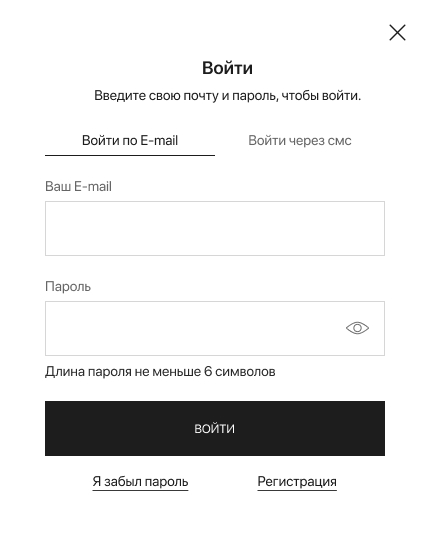 Войти
Введите свою почту и пароль, чтобы войти.
Войти по E-mail
Войти через смс
Ваш E-mail
Пароль
Длина пароля не меньше 6 символов
ВОЙТИ
Я забыл пароль
Регистрация